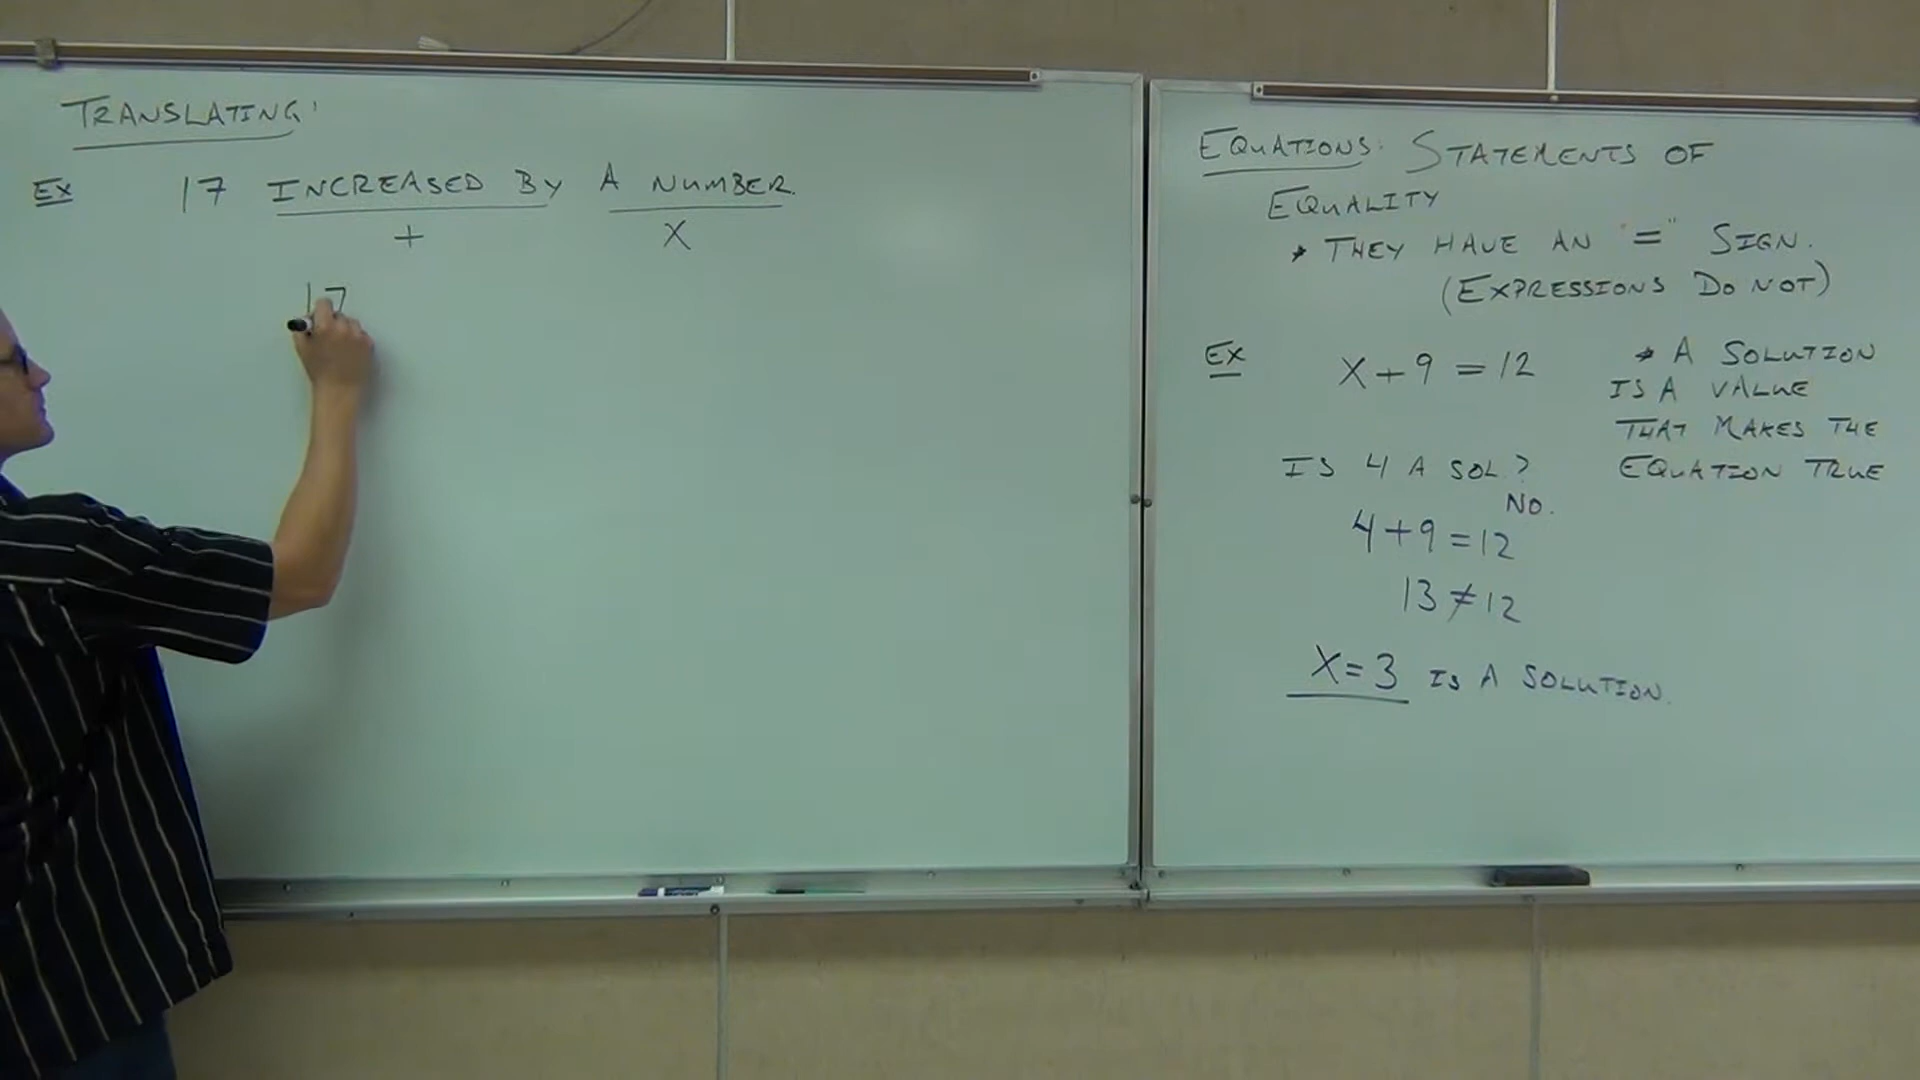 TRANSLATING:
EX 17 INCREASED BY A NUMBER.
+ X
17
EQUATIONS: STATEMENTS OF
EQUALITY
* THEY HAVE AN "=" SIGN.
(EXPRESSIONS DO NOT)
EX X+9=12
* A SOLUTION
IS A VALUE
THAT MAKES THE
EQUATION TRUE
IS 4 A SOL.?
NO.
4+9=12
13≠12
X=3 IS A SOLUTION.